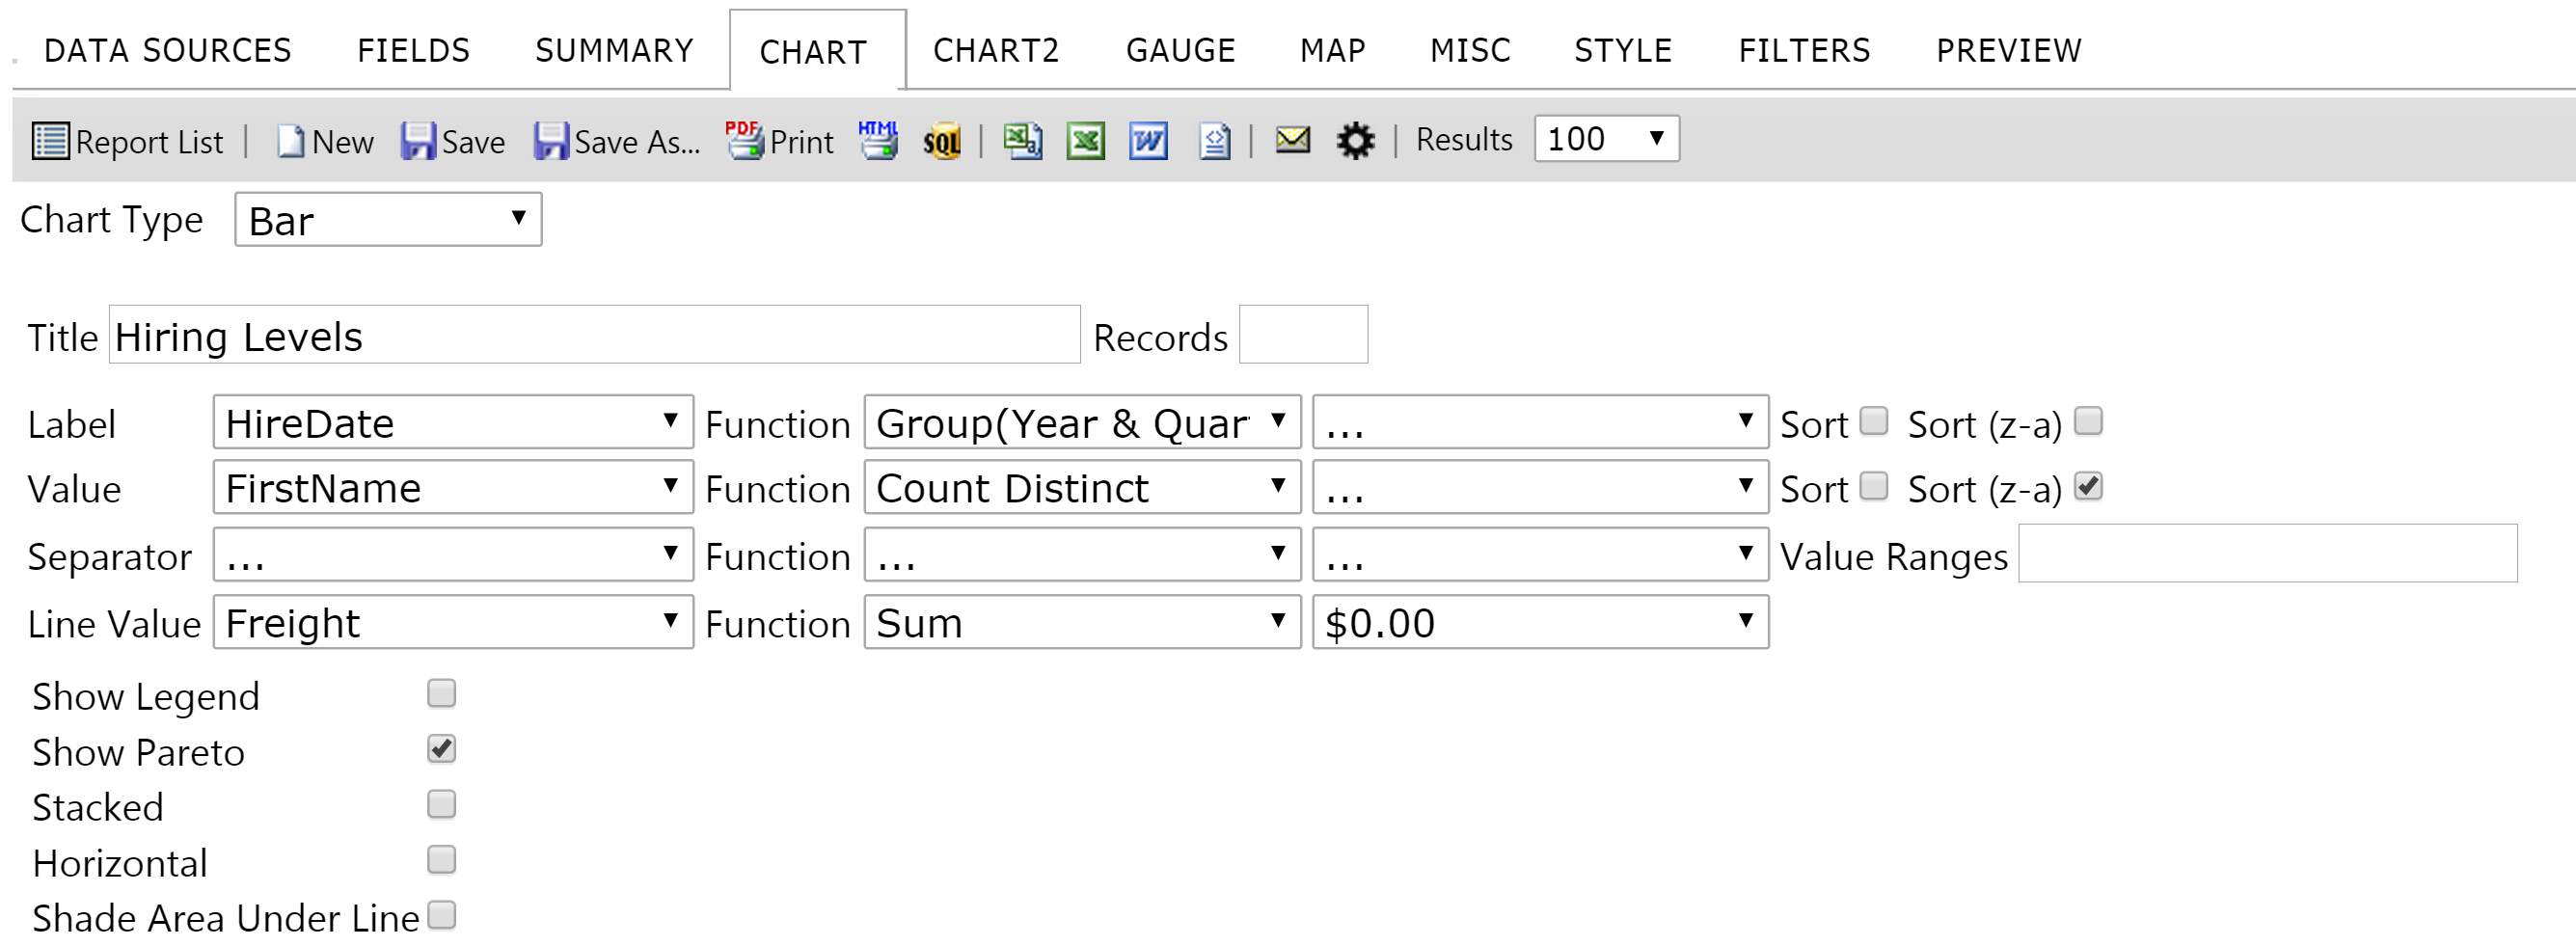 DATA SOURCES FIELDS SUMMARY CHART CHART2 GAUGE MAP MISC STYLE FILTERS PREVIEW
Report List | New Save Save As... PDF Print HTML SQL | a W | | Results 100
Chart Type Bar
Title Hiring Levels Records
Label HireDate Function Group(Year & Quar ... Sort Sort (z-a)
Value FirstName Function Count Distinct ... Sort Sort (z-a)
Separator ... Function ... ... Value Ranges
Line Value Freight Function Sum $0.00
Show Legend
Show Pareto
Stacked
Horizontal
Shade Area Under Line